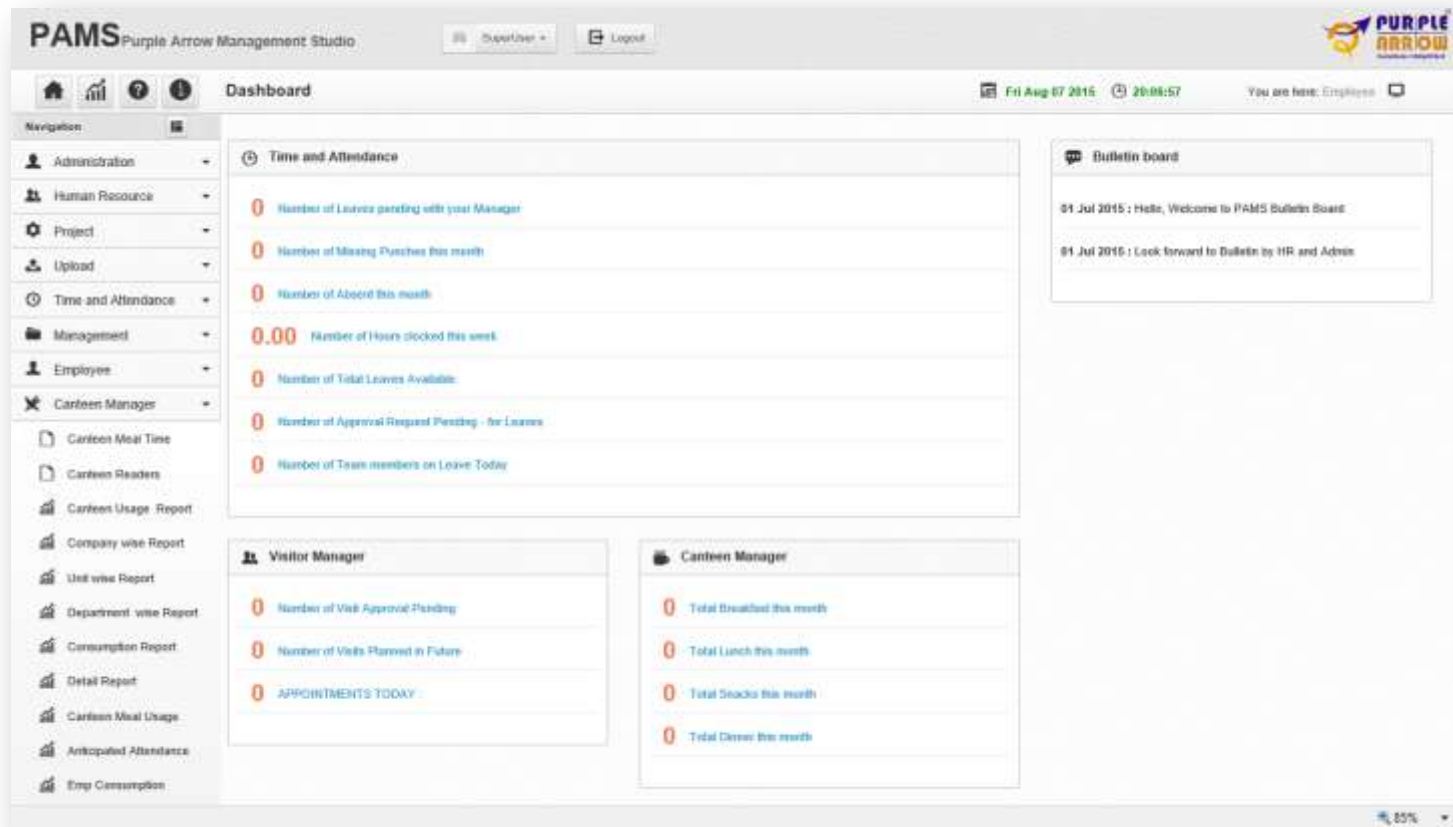 PAMS Purple Arrow Management Studio
SuperUser
Logout
PURPLE
ARROW
Dashboard
Fri Aug 07 2015
20:06:57
You are here: Employee
Navigation
Administration
Human Resource
Project
Upload
Time and Attendance
Management
Employee
Canteen Manager
Canteen Meal Time
Canteen Readers
Canteen Usage Report
Company wise Report
Unit wise Report
Department wise Report
Consumption Report
Detail Report
Canteen Meal Usage
Anticipated Attendance
Emp Consumption
Time and Attendance
0 Number of Leaves pending with your Manager
0 Number of Missing Punches this month
0 Number of Absent this month
0.00 Number of Hours clocked this week
0 Number of Total Leaves Available
0 Number of Approval Request Pending - for Leaves
0 Number of Team members on Leave Today
Visitor Manager
0 Number of Visit Approval Pending
0 Number of Visits Planned in Future
0 APPOINTMENTS TODAY :
Canteen Manager
0 Total Breakfast this month
0 Total Lunch this month
0 Total Snacks this month
0 Total Dinner this month
Bulletin board
01 Jul 2015 : Hello, Welcome to PAMS Bulletin Board
01 Jul 2015 : Look forward to Bulletin by HR and Admin
85%